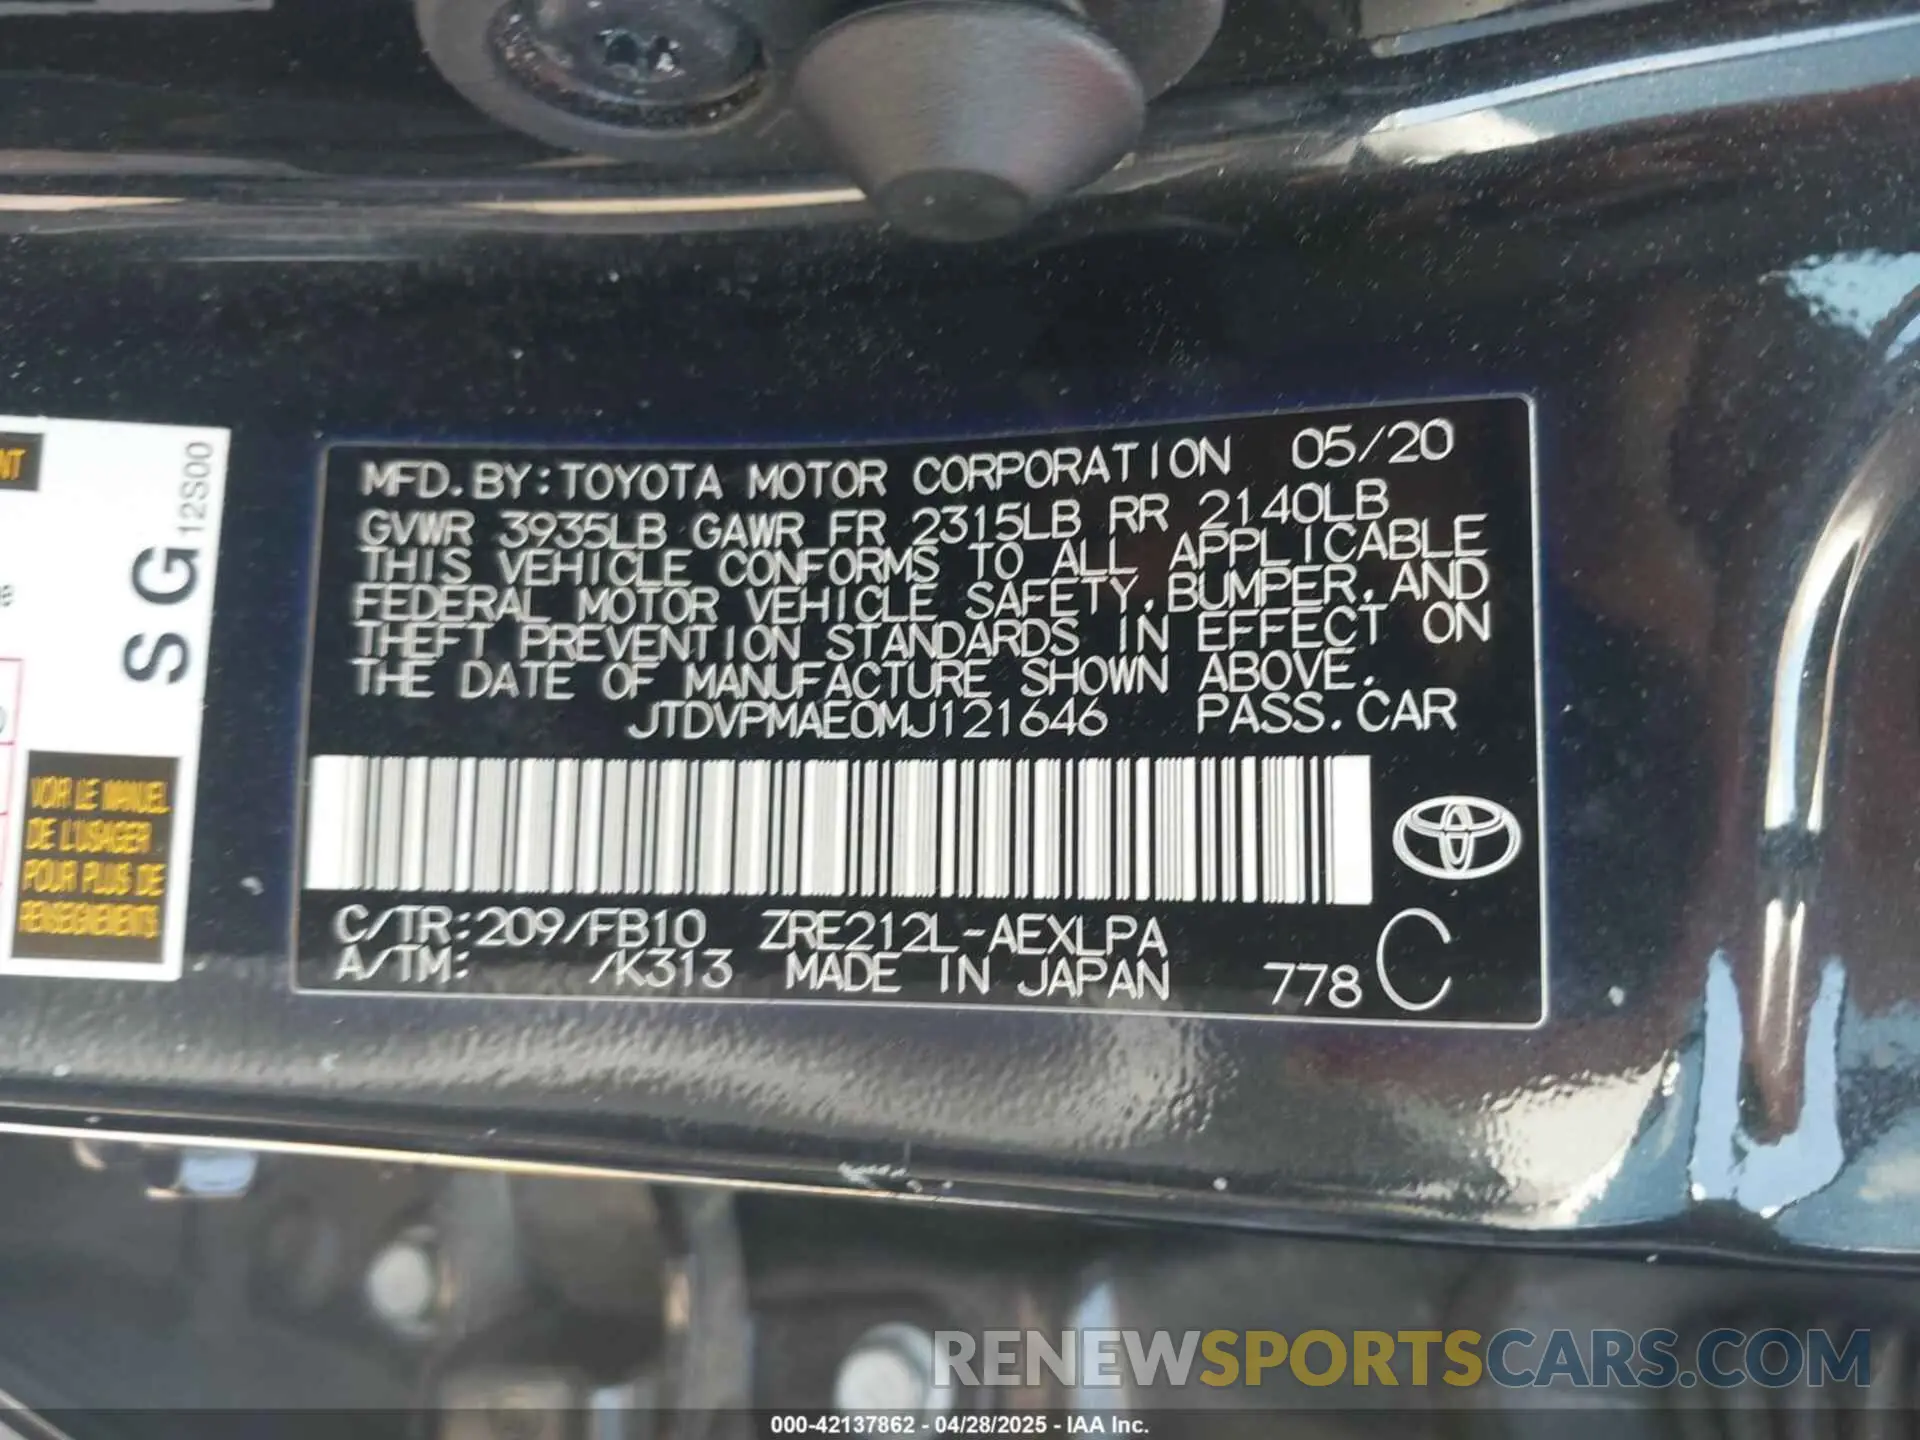 MFD.BY:TOYOTA MOTOR CORPORATION 05/20
GVWR 3935LB GAWR FR 2315LB RR 2140LB
THIS VEHICLE CONFORMS TO ALL APPLICABLE
FEDERAL MOTOR VEHICLE SAFETY,BUMPER,AND
THEFT PREVENTION STANDARDS IN EFFECT ON
THE DATE OF MANUFACTURE SHOWN ABOVE.
JTDVPMAE0MJ121646 PASS.CAR
C/TR:209/FB10 ZRE212L-AEXLPA
A/TM: /K313 MADE IN JAPAN 778 C
SG 12S00
NT
VOIR LE MANUEL
DE L'USAGER
POUR PLUS DE
RENSEIGNEMENTS
RENEWSPORTSCARS.COM
000-42137862 - 04/28/2025 - IAA Inc.